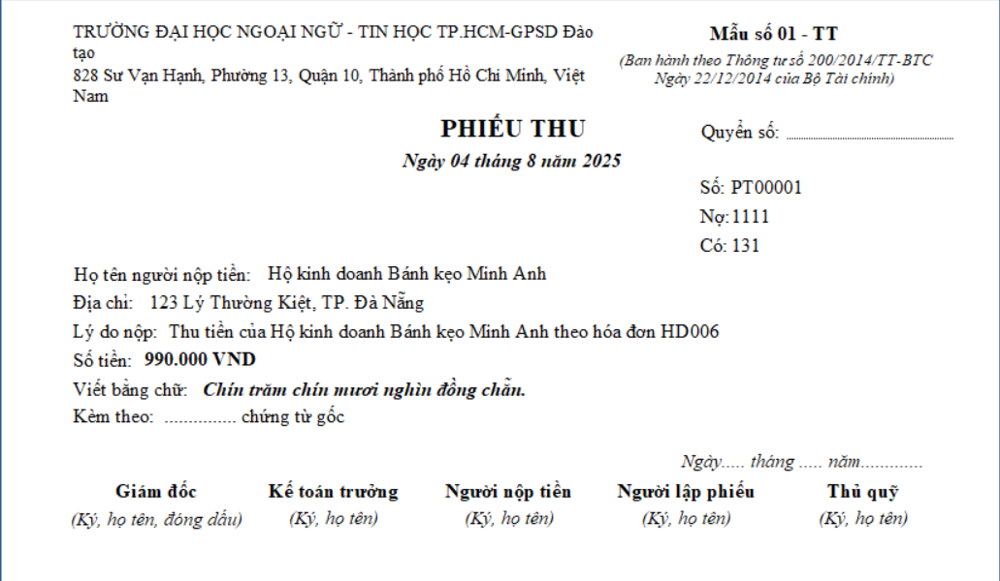 TRƯỜNG ĐẠI HỌC NGOẠI NGỮ - TIN HỌC TP.HCM-GPSD Đào
tạo
828 Sư Vạn Hạnh, Phường 13, Quận 10, Thành phố Hồ Chí Minh, Việt
Nam
Mẫu số 01 - TT
(Ban hành theo Thông tư số 200/2014/TT-BTC
Ngày 22/12/2014 của Bộ Tài chính)
PHIẾU THU
Quyển số: ................................
Ngày 04 tháng 8 năm 2025
Số: PT00001
Nợ: 1111
Có: 131
Họ tên người nộp tiền: Hộ kinh doanh Bánh kẹo Minh Anh
Địa chỉ: 123 Lý Thường Kiệt, TP. Đà Nẵng
Lý do nộp: Thu tiền của Hộ kinh doanh Bánh kẹo Minh Anh theo hóa đơn HD006
Số tiền: 990.000 VND
Viết bằng chữ: Chín trăm chín mươi nghìn đồng chẵn.
Kèm theo: ............... chứng từ gốc
Ngày..... tháng ..... năm.............
Giám đốc Kế toán trưởng Người nộp tiền Người lập phiếu Thủ quỹ
(Ký, họ tên, đóng dấu) (Ký, họ tên) (Ký, họ tên) (Ký, họ tên) (Ký, họ tên)